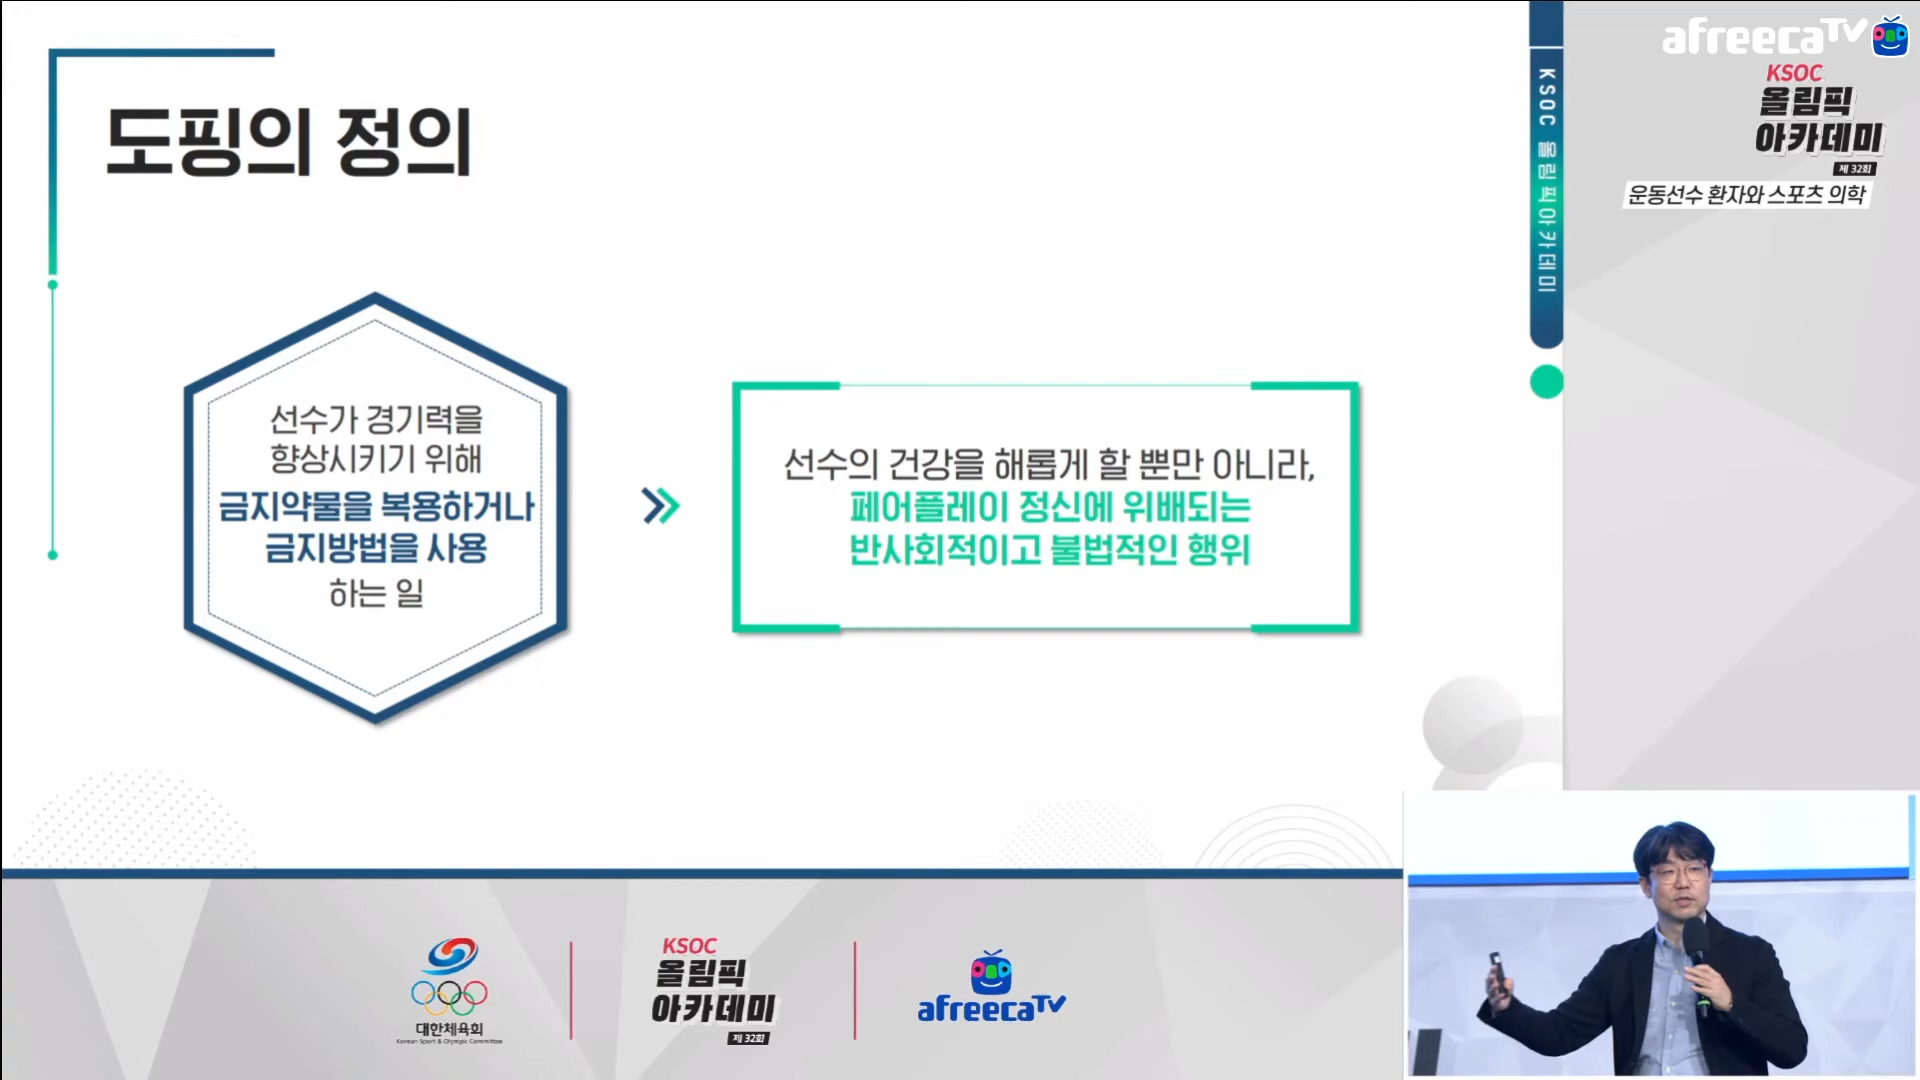 도핑의 정의
선수가 경기력을
향상시키기 위해
금지약물을 복용하거나
금지방법을 사용
하는 일
선수의 건강을 해롭게 할 뿐만 아니라,
페어플레이 정신에 위배되는
반사회적이고 불법적인 행위
KSOC 올림픽아카데미
afreecaTV
KSOC
올림픽
아카데미
제 32회
운동선수 환자와 스포츠 의학
대한체육회
Korean Sport & Olympic Committee
KSOC
올림픽
아카데미
제 32회
afreecaTV